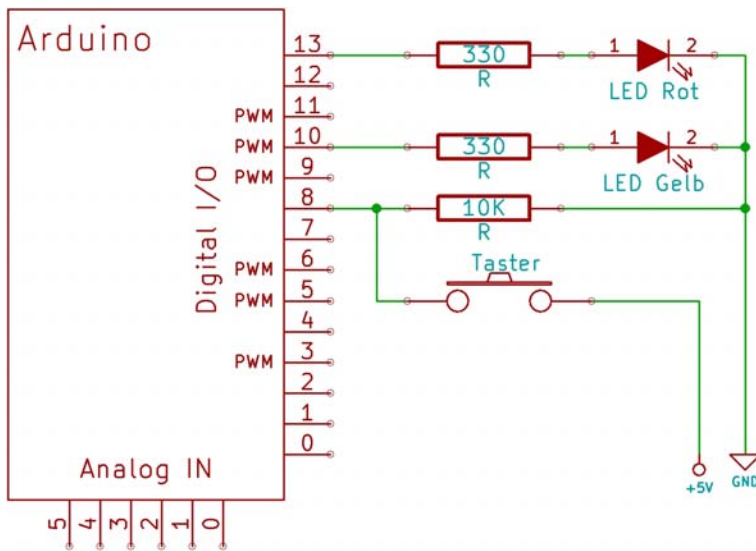 Arduino
13
330
R
1
2
LED Rot
12
PWM 11
PWM 10
330
R
1
2
LED Gelb
PWM 9
8
10K
R
7
PWM 6
Taster
PWM 5
4
PWM 3
2
1
0
Digital I/O
Analog IN
5
4
3
2
1
0
+5V
GND